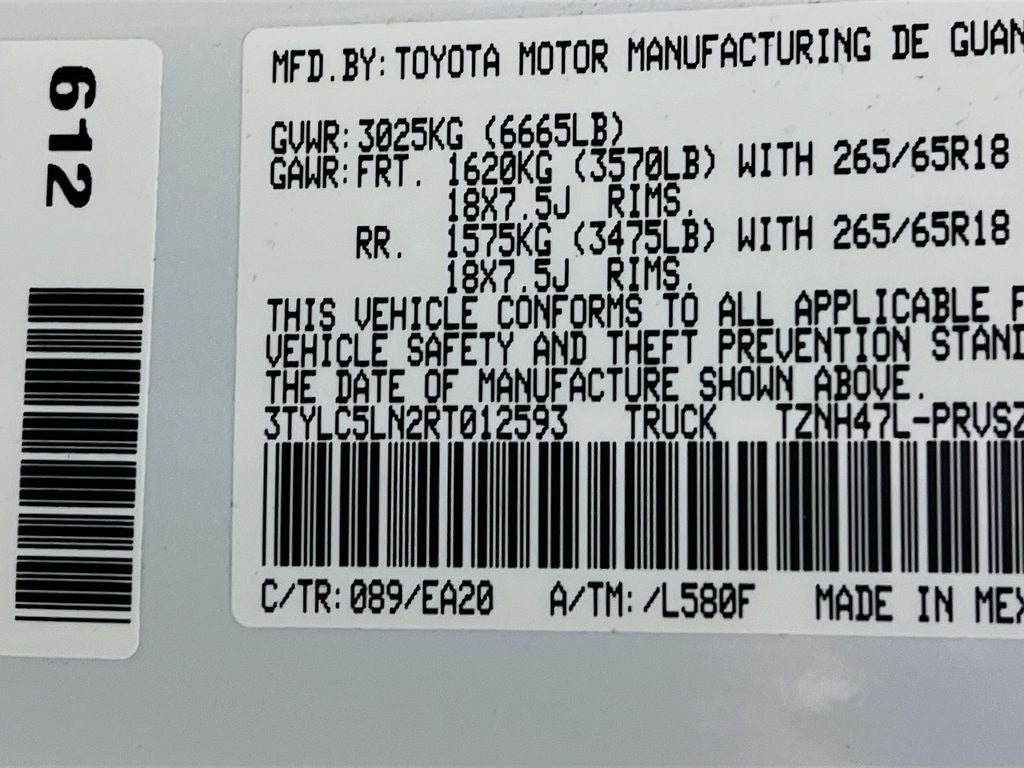 612
MFD.BY: TOYOTA MOTOR MANUFACTURING DE GUAN
GVWR: 3025KG (6665LB)
GAWR: FRT. 1620KG (3570LB) WITH 265/65R18
18X7.5J RIMS.
RR. 1575KG (3475LB) WITH 265/65R18
18X7.5J RIMS.
THIS VEHICLE CONFORMS TO ALL APPLICABLE F
VEHICLE SAFETY AND THEFT PREVENTION STAND
THE DATE OF MANUFACTURE SHOWN ABOVE.
3TYLC5LN2RT012593 TRUCK TZNH47L-PRVSZ
C/TR: 089/EA20 A/TM: /L580F MADE IN MEX